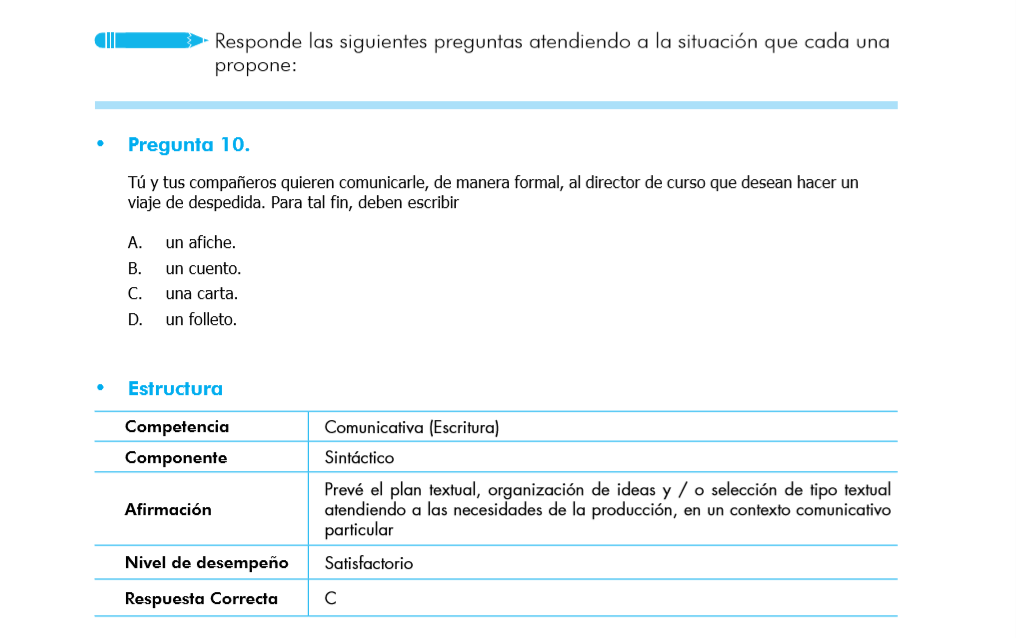 Responde las siguientes preguntas atendiendo a la situación que cada una
propone:
• Pregunta 10.
Tú y tus compañeros quieren comunicarle, de manera formal, al director de curso que desean hacer un
viaje de despedida. Para tal fin, deben escribir
A. un afiche.
B. un cuento.
C. una carta.
D. un folleto.
• Estructura
Competencia Comunicativa (Escritura)
Componente Sintáctico
Afirmación Prevé el plan textual, organización de ideas y / o selección de tipo textual
atendiendo a las necesidades de la producción, en un contexto comunicativo
particular
Nivel de desempeño Satisfactorio
Respuesta Correcta C